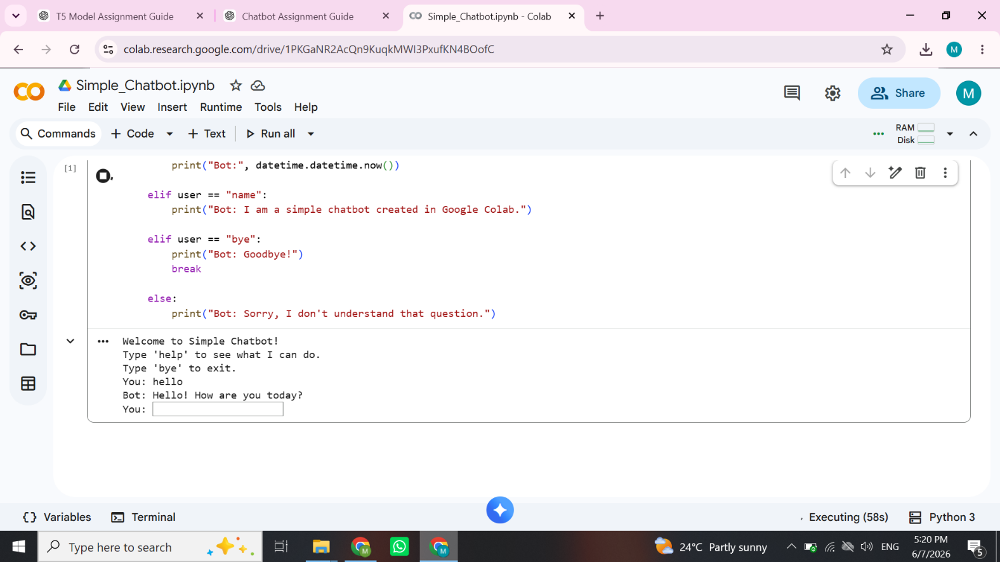 T5 Model Assignment Guide
Chatbot Assignment Guide
Simple_Chatbot.ipynb - Colab
colab.research.google.com/drive/1PKGaNR2AcQn9KuqkMWI3PxufKN4BOofC
M
Simple_Chatbot.ipynb
Share
M
File Edit View Insert Runtime Tools Help
Commands + Code + Text Run all
RAM
Disk
[1]
print("Bot:", datetime.datetime.now())
elif user == "name":
print("Bot: I am a simple chatbot created in Google Colab.")
elif user == "bye":
print("Bot: Goodbye!")
break
else:
print("Bot: Sorry, I don't understand that question.")
Welcome to Simple Chatbot!
Type 'help' to see what I can do.
Type 'bye' to exit.
You: hello
Bot: Hello! How are you today?
You:
Variables
Terminal
Executing (58s)
Python 3
Type here to search
M
M
24°C Partly sunny
ENG
5:20 PM
6/7/2026
5